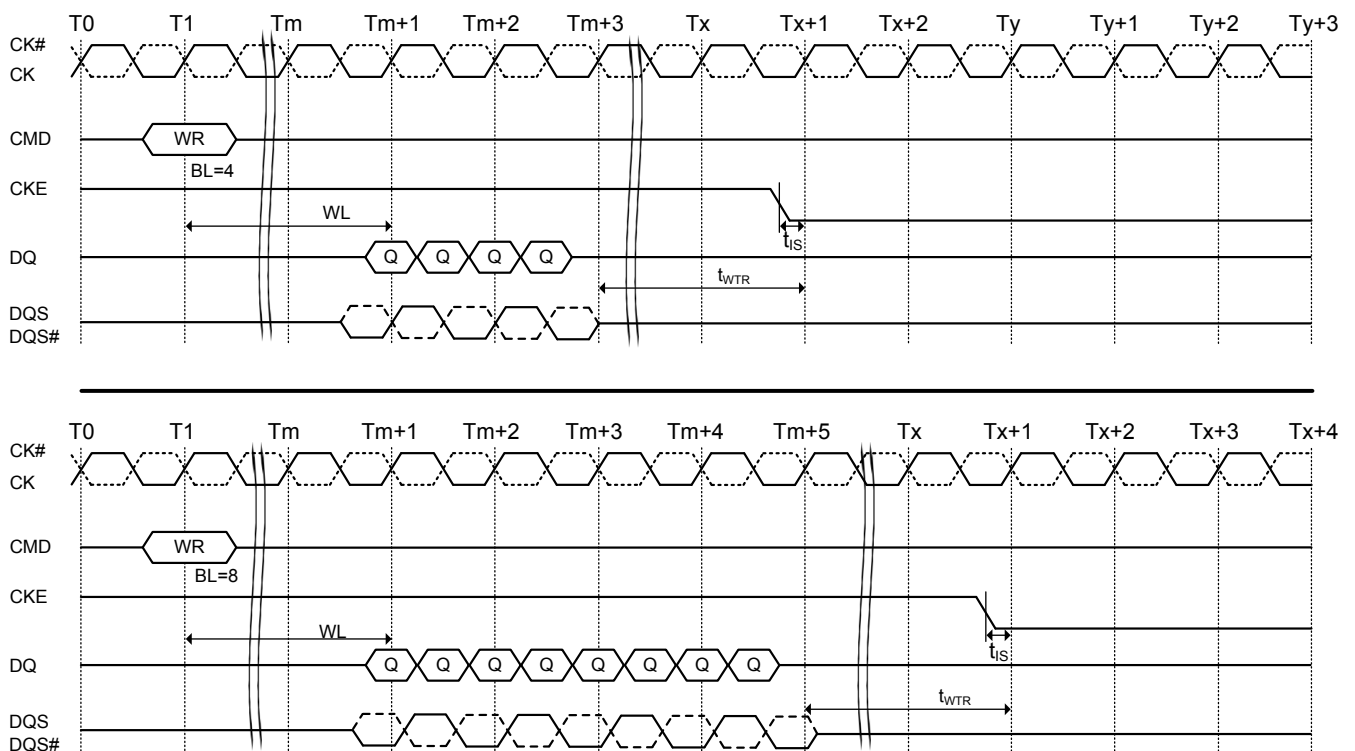 T0 T1 Tm Tm+1 Tm+2 Tm+3 Tx Tx+1 Tx+2 Ty Ty+1 Ty+2 Ty+3
CK#
CK
CMD WR
BL=4
CKE
WL
tIS
DQ Q Q Q Q
tWTR
DQS
DQS#
T0 T1 Tm Tm+1 Tm+2 Tm+3 Tm+4 Tm+5 Tx Tx+1 Tx+2 Tx+3 Tx+4
CK#
CK
CMD WR
BL=8
CKE
WL
tIS
DQ Q Q Q Q Q Q Q Q
tWTR
DQS
DQS#